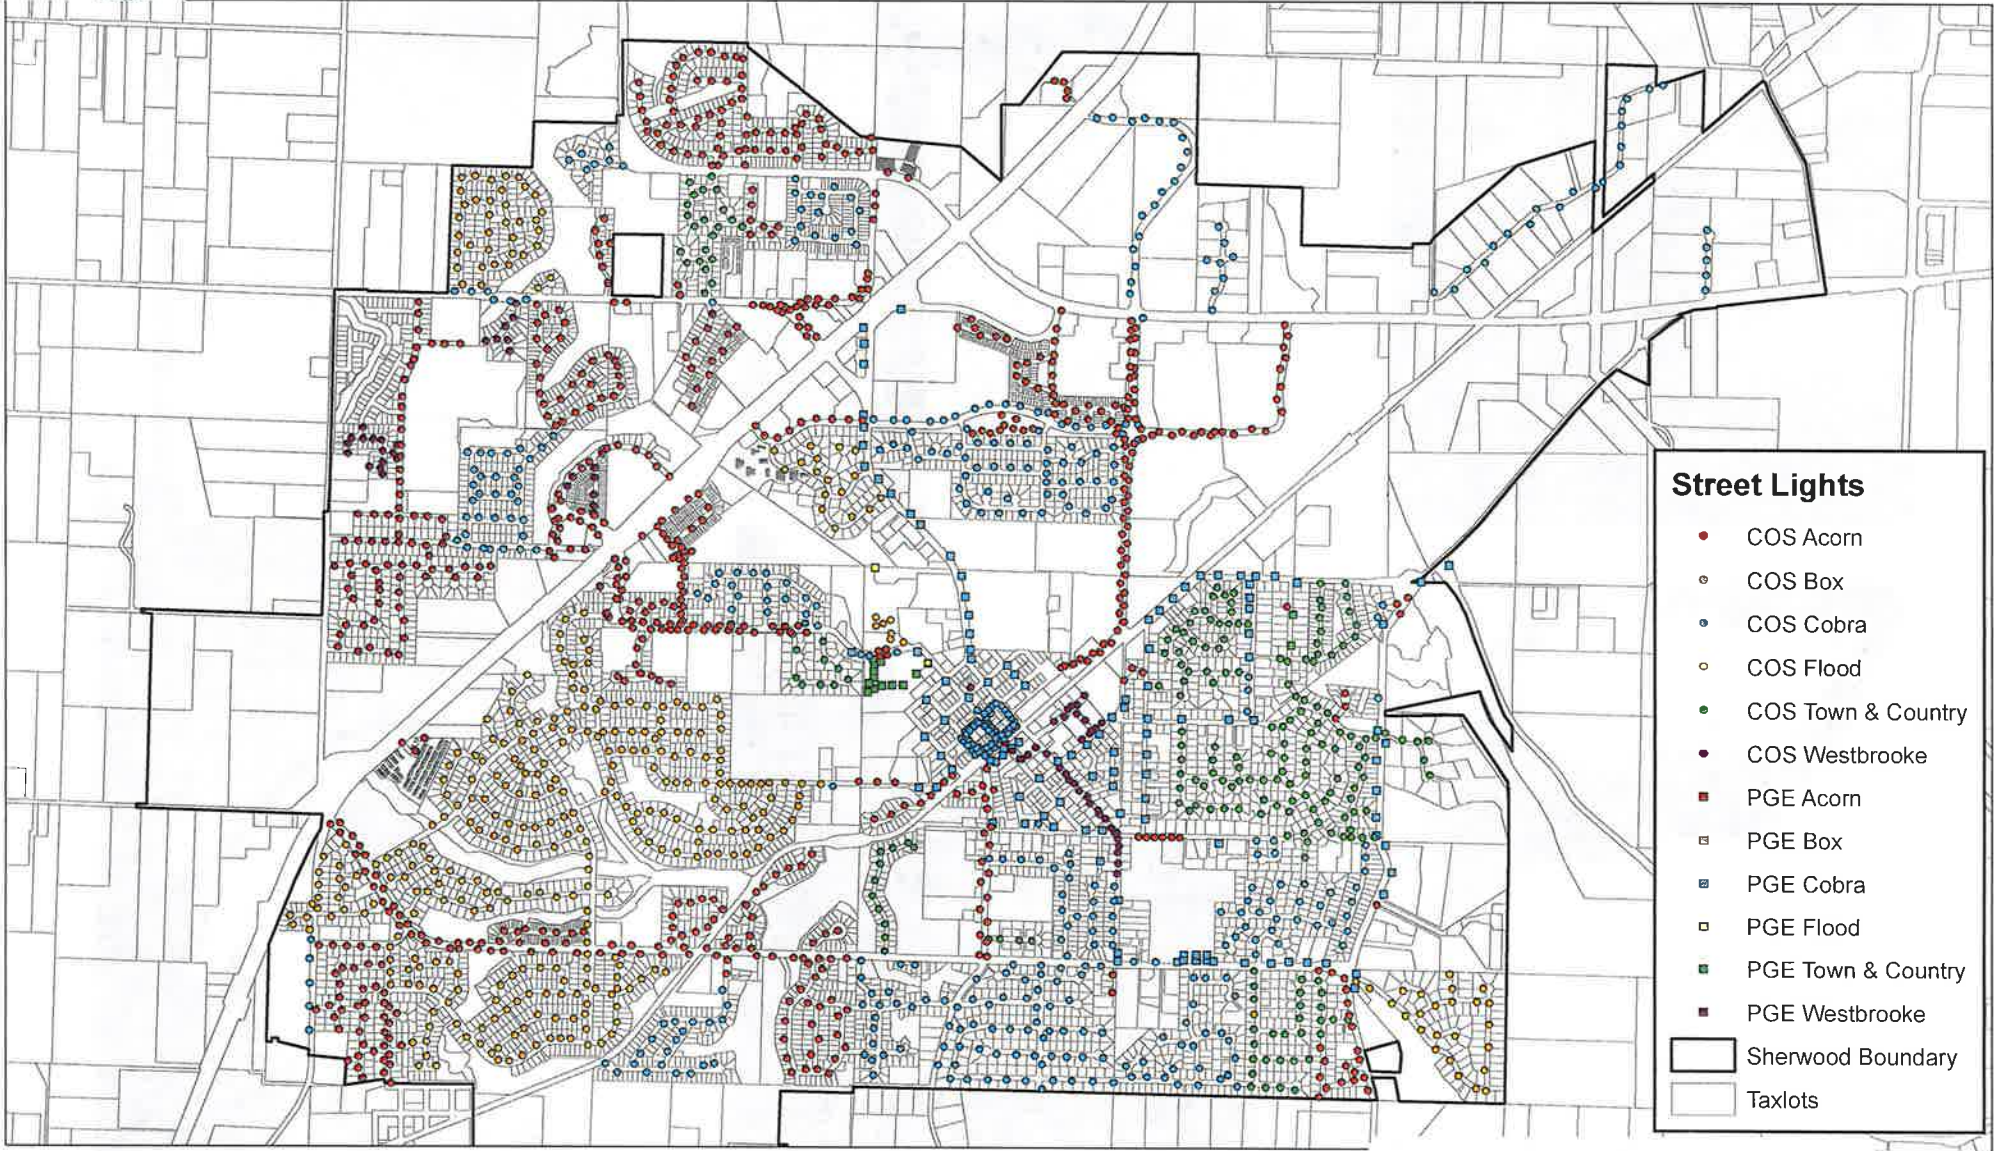 Street Lights
COS Acorn
COS Box
COS Cobra
COS Flood
COS Town & Country
COS Westbrooke
PGE Acorn
PGE Box
PGE Cobra
PGE Flood
PGE Town & Country
PGE Westbrooke
Sherwood Boundary
Taxlots